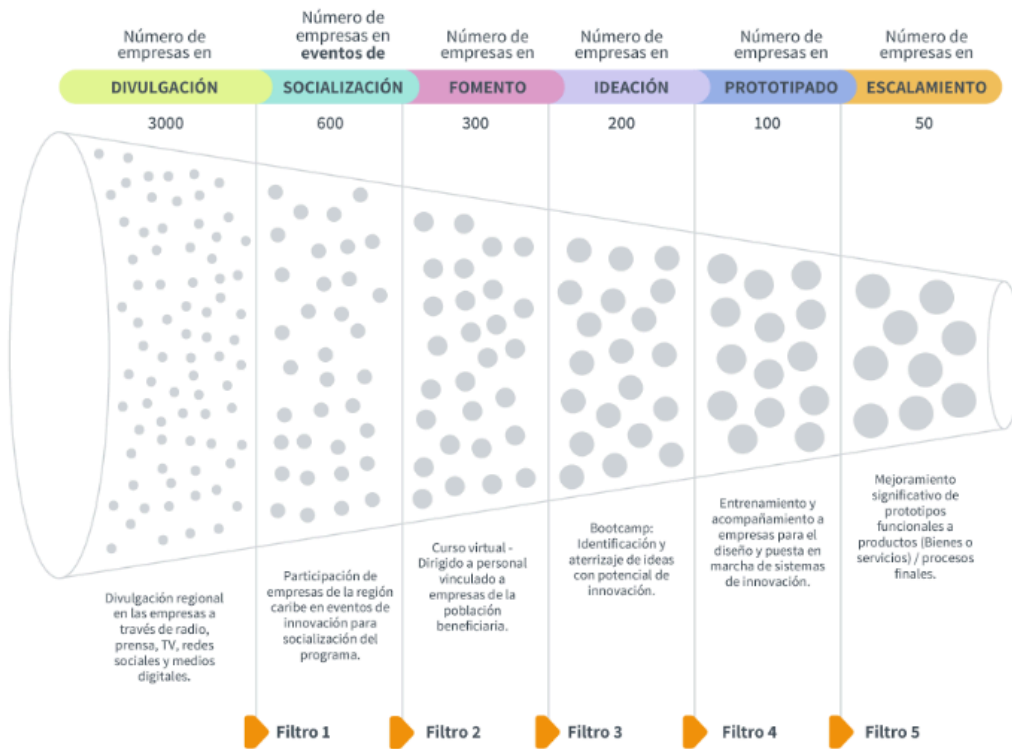 Número de
empresas en
DIVULGACIÓN
3000
Número de
empresas en
eventos de
SOCIALIZACIÓN
600
Número de
empresas en
FOMENTO
300
Número de
empresas en
IDEACIÓN
200
Número de
empresas en
PROTOTIPADO
100
Número de
empresas en
ESCALAMIENTO
50
Divulgación regional
en las empresas a
través de radio,
prensa, TV, redes
sociales y medios
digitales.
Participación de
empresas de la región
caribe en eventos de
innovación para
socialización del
programa.
Curso virtual -
Dirigido a personal
vinculado a
empresas de la
población
beneficiaria.
Bootcamp:
Identificación y
aterrizaje de ideas
con potencial de
innovación.
Entrenamiento y
acompañamiento a
empresas para el
diseño y puesta en
marcha de sistemas
de innovación.
Mejoramiento
significativo de
prototipos
funcionales a
productos (Bienes o
servicios) / procesos
finales.
Filtro 1
Filtro 2
Filtro 3
Filtro 4
Filtro 5